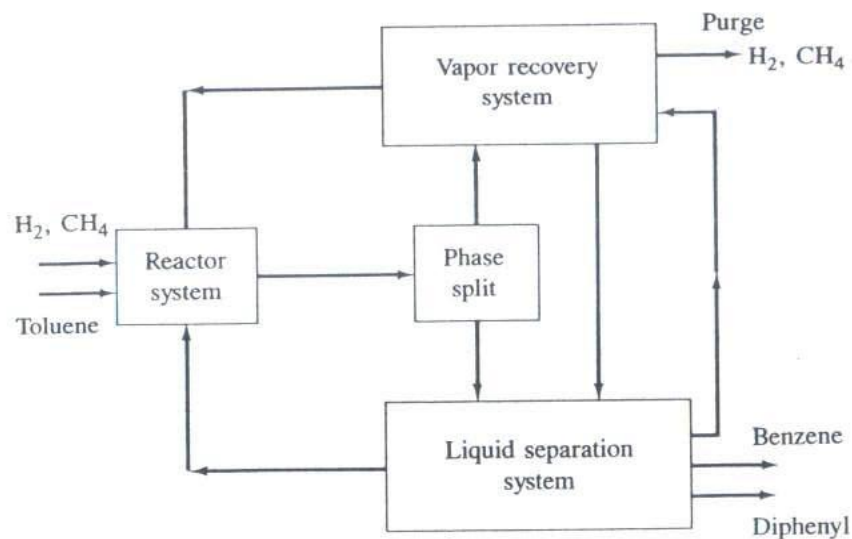 Purge
H₂, CH₄
Vapor recovery
system
H₂, CH₄
Reactor
system
Phase
split
Toluene
Liquid separation
system
Benzene
Diphenyl